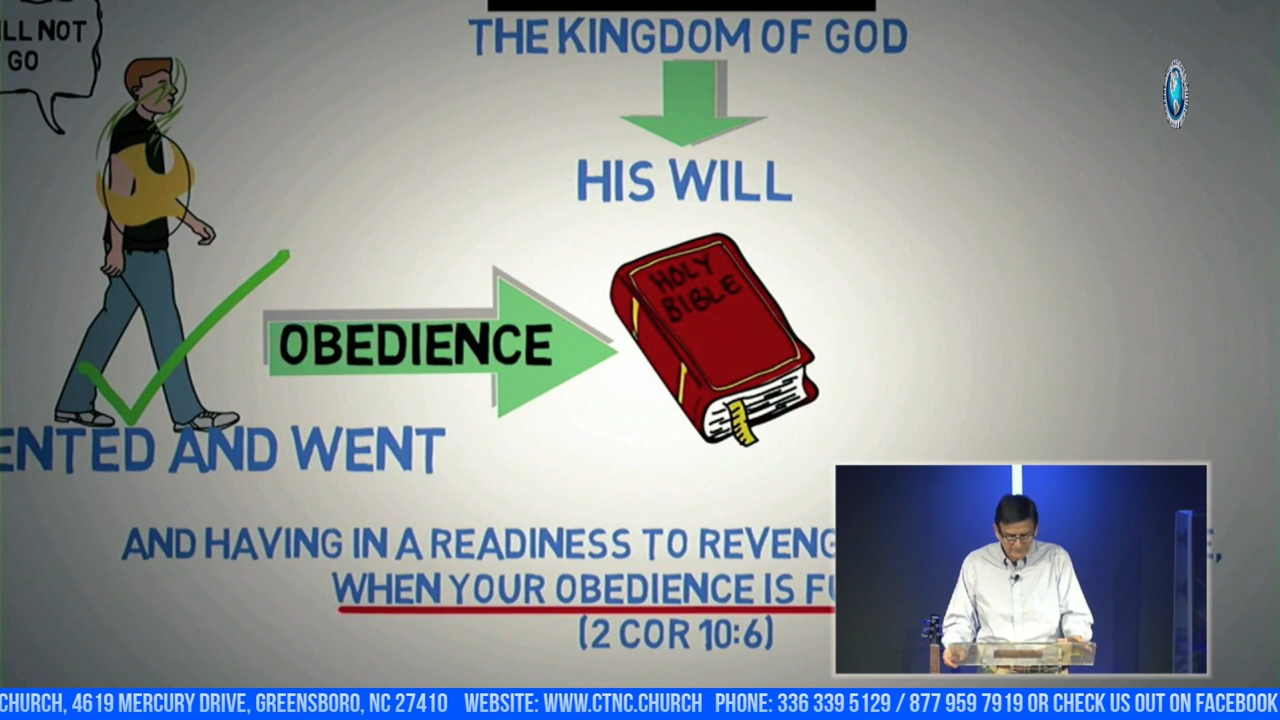 LL NOT
GO
THE KINGDOM OF GOD
HIS WILL
HOLY
BIBLE
OBEDIENCE
ENTED AND WENT
AND HAVING IN A READINESS TO REVENG
WHEN YOUR OBEDIENCE IS FU
(2 COR 10:6)
CHURCH, 4619 MERCURY DRIVE, GREENSBORO, NC 27410 WEBSITE: WWW.CTNC.CHURCH PHONE: 336 339 5129 / 877 959 7919 OR CHECK US OUT ON FACEBOOK